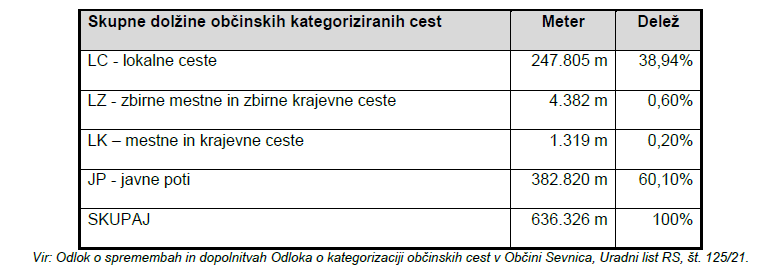 Skupne dolžine občinskih kategoriziranih cest Meter Delež
LC - lokalne ceste 247.805 m 38,94%
LZ - zbirne mestne in zbirne krajevne ceste 4.382 m 0,60%
LK – mestne in krajevne ceste 1.319 m 0,20%
JP - javne poti 382.820 m 60,10%
SKUPAJ 636.326 m 100%
Vir: Odlok o spremembah in dopolnitvah Odloka o kategorizaciji občinskih cest v Občini Sevnica, Uradni list RS, št. 125/21.